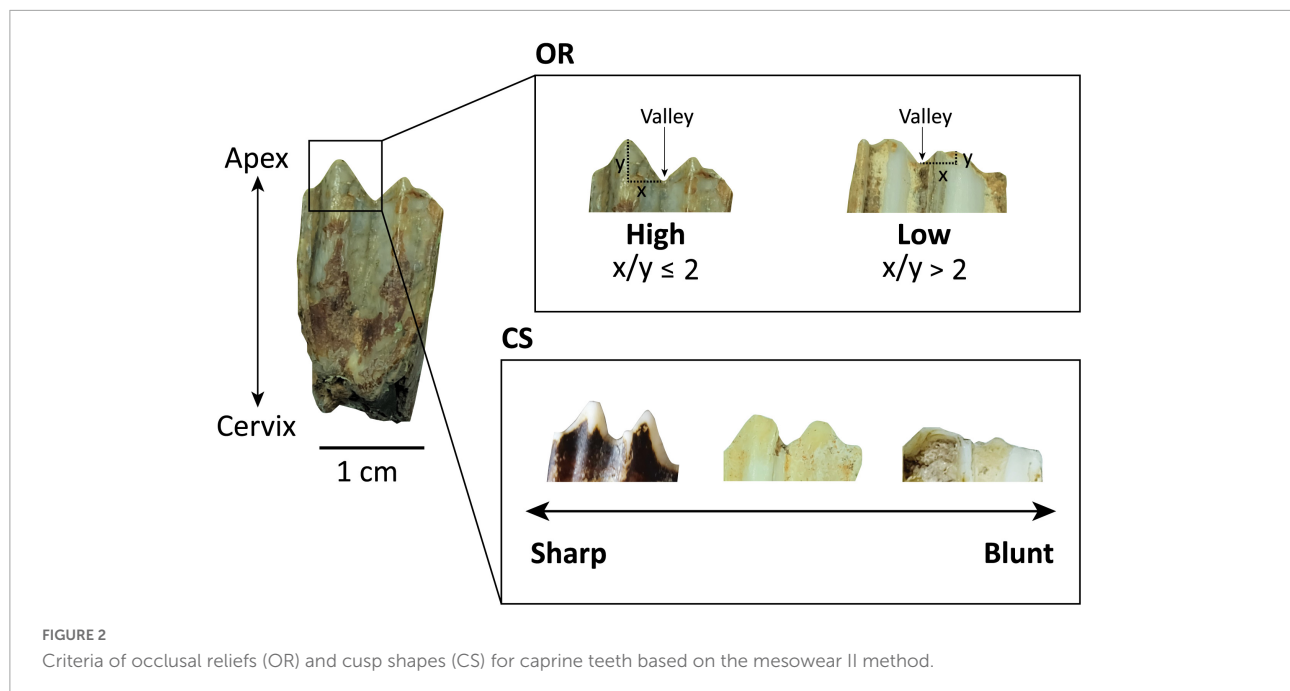 OR
Apex
Cervix
1 cm
Valley
y
x
High
x/y ≤ 2
Valley
y
x
Low
x/y > 2
CS
Sharp
Blunt
FIGURE 2
Criteria of occlusal reliefs (OR) and cusp shapes (CS) for caprine teeth based on the mesowear II method.